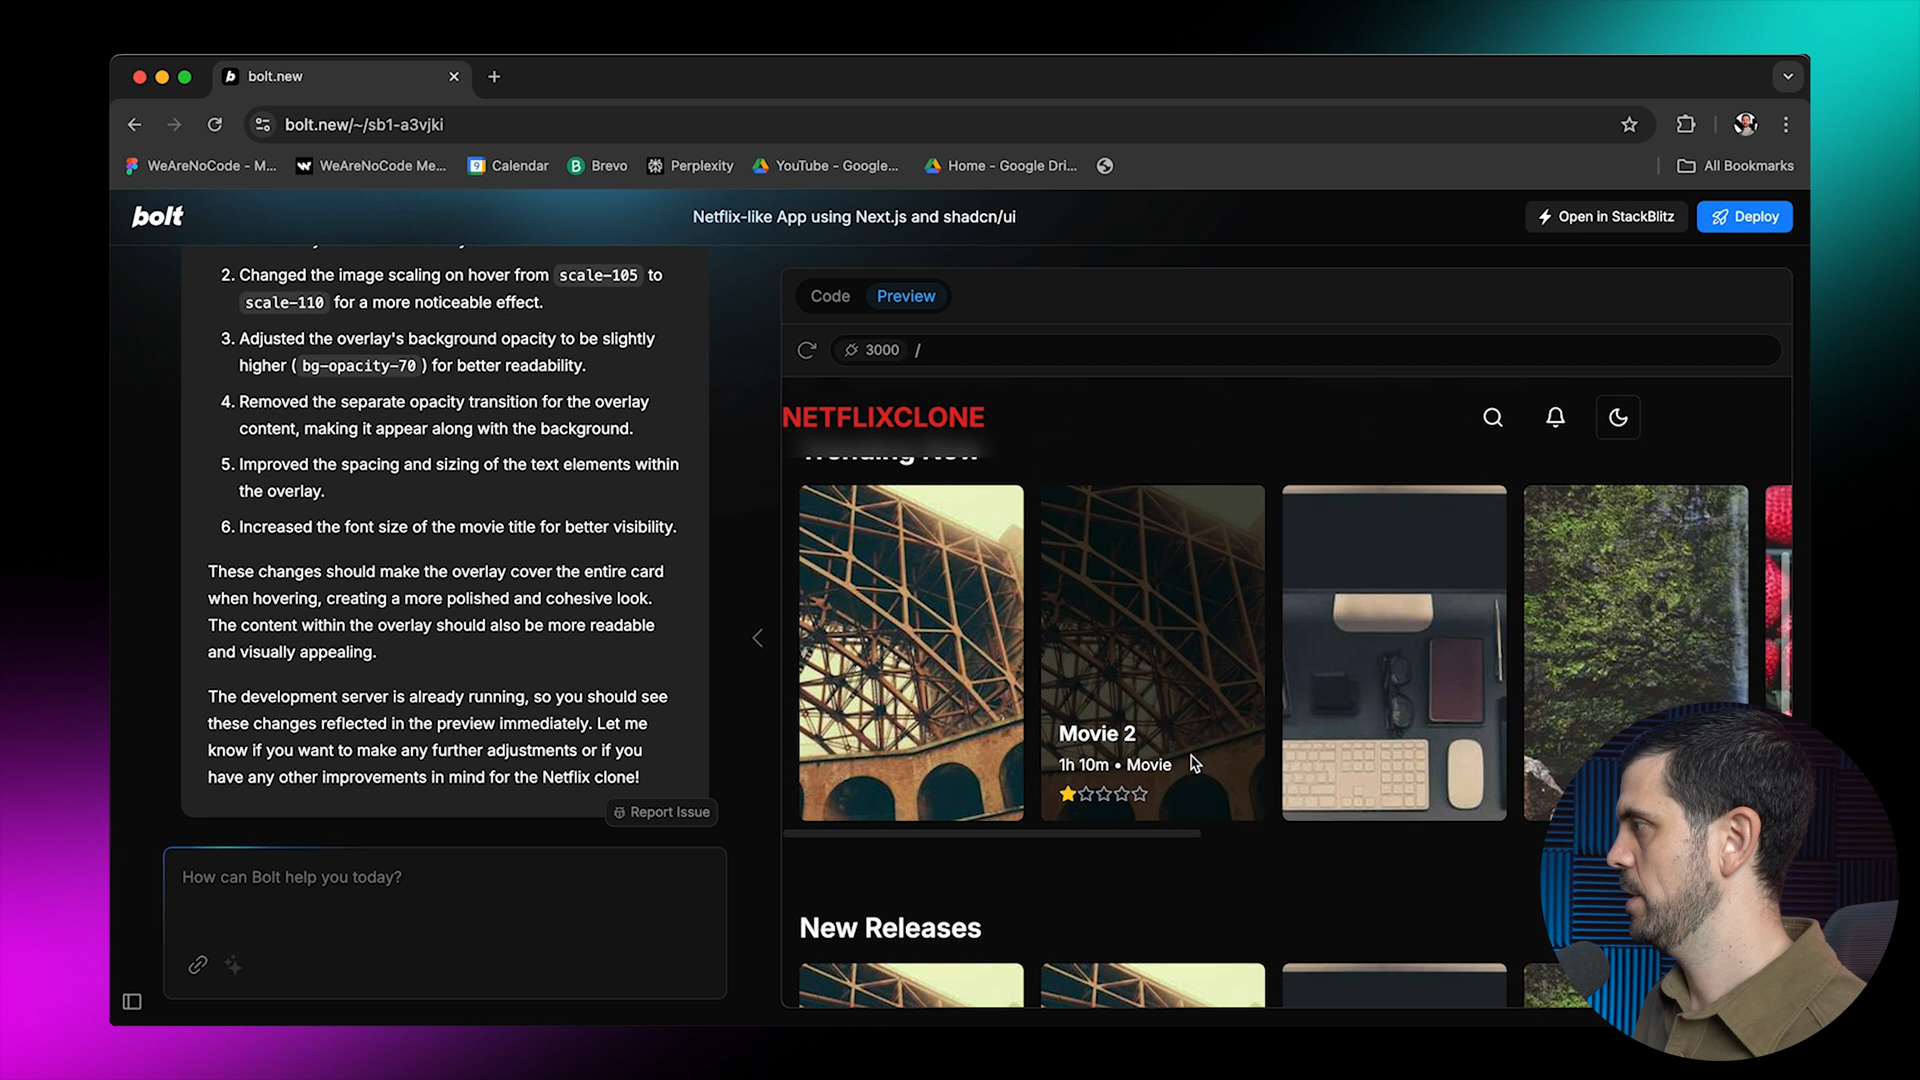 bolt.new
bolt.new/~/sb1-a3vjki
WeAreNoCode - M...
WeAreNoCode Me...
Calendar
Brevo
Perplexity
YouTube - Google...
Home - Google Dri...
All Bookmarks
bolt
Netflix-like App using Next.js and shadcn/ui
Open in StackBlitz
Deploy
2. Changed the image scaling on hover from scale-105 to
scale-110 for a more noticeable effect.
3. Adjusted the overlay's background opacity to be slightly
higher ( bg-opacity-70 ) for better readability.
4. Removed the separate opacity transition for the overlay
content, making it appear along with the background.
5. Improved the spacing and sizing of the text elements within
the overlay.
6. Increased the font size of the movie title for better visibility.
These changes should make the overlay cover the entire card
when hovering, creating a more polished and cohesive look.
The content within the overlay should also be more readable
and visually appealing.
The development server is already running, so you should see
these changes reflected in the preview immediately. Let me
know if you want to make any further adjustments or if you
have any other improvements in mind for the Netflix clone!
Report Issue
How can Bolt help you today?
Code
Preview
3000 /
NETFLIXCLONE
Trending Now
Movie 2
1h 10m • Movie
New Releases